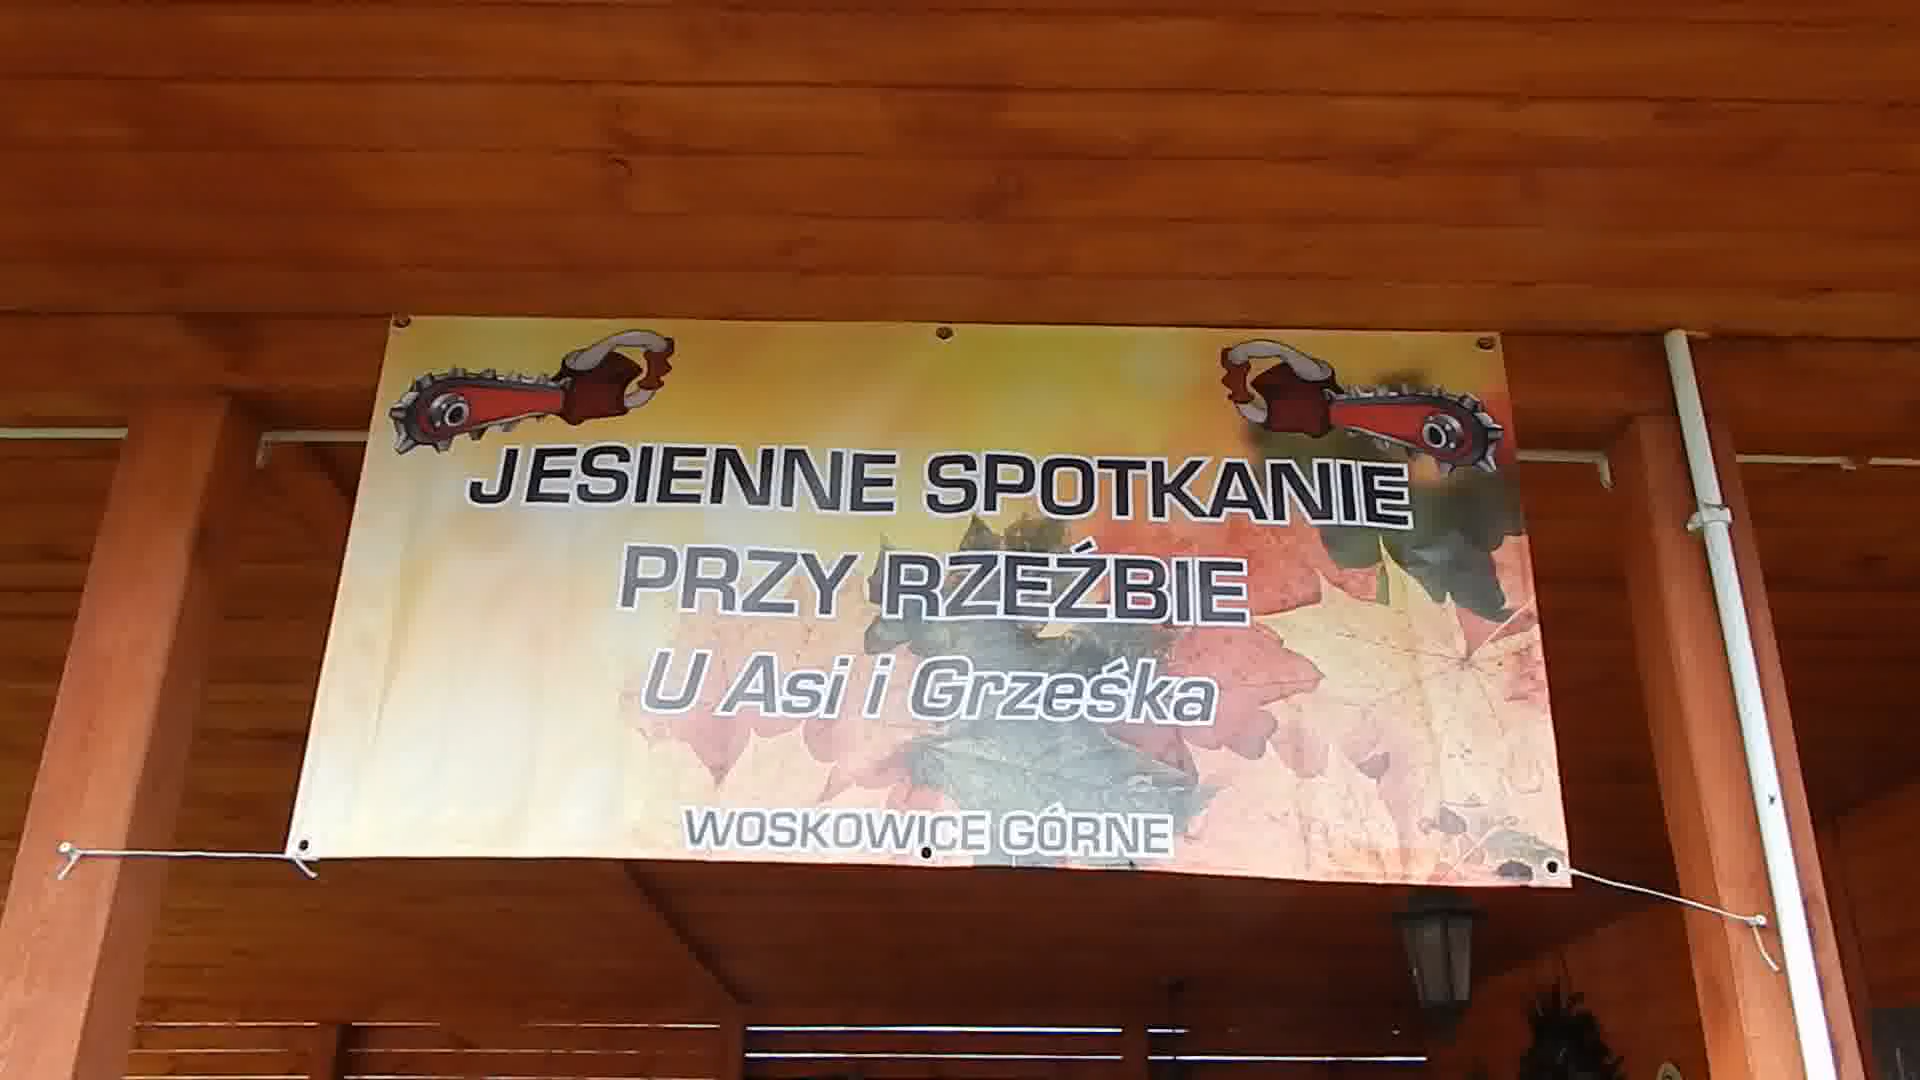 JESIENNE SPOTKANIE
PRZY RZEŹBIE
U Asi i Grześka
WOSKOWICE GÓRNE